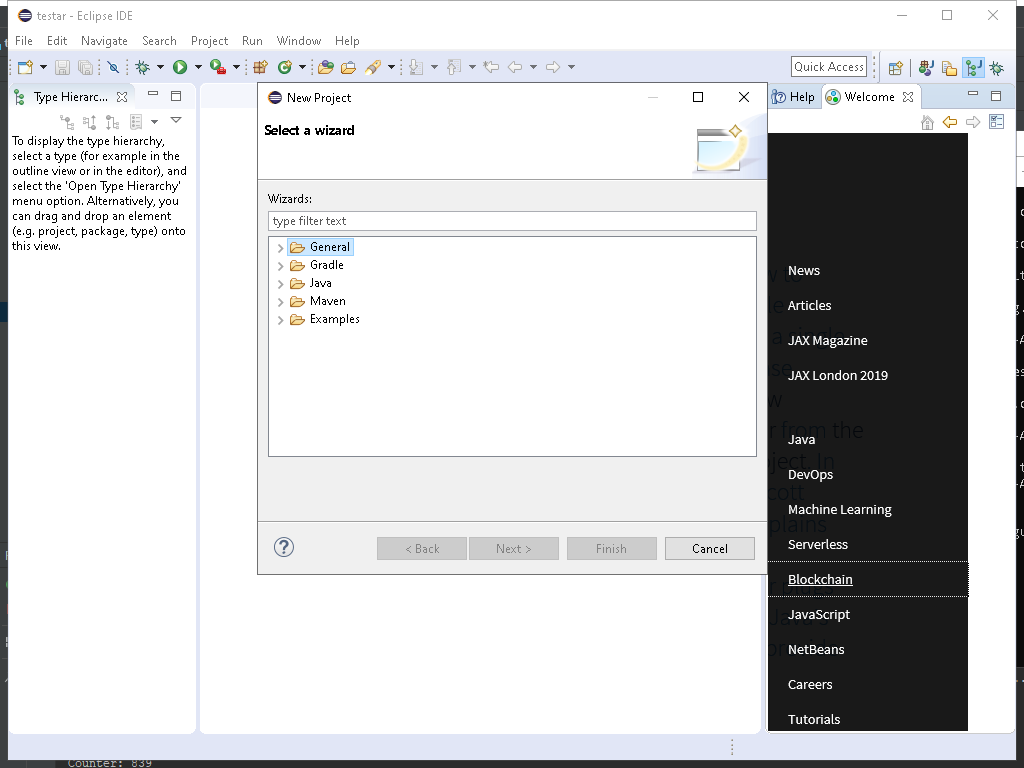 testar - Eclipse IDE
File Edit Navigate Search Project Run Window Help
Quick Access
Type Hierarc...
To display the type hierarchy,
select a type (for example in the
outline view or in the editor), and
select the 'Open Type Hierarchy'
menu option. Alternatively, you
can drag and drop an element
(e.g. project, package, type) onto
this view.
New Project
Select a wizard
Wizards:
type filter text
General
Gradle
Java
Maven
Examples
< Back Next > Finish Cancel
Help Welcome
News
Articles
JAX Magazine
JAX London 2019
Java
DevOps
Machine Learning
Serverless
Blockchain
JavaScript
NetBeans
Careers
Tutorials
Counter: 839